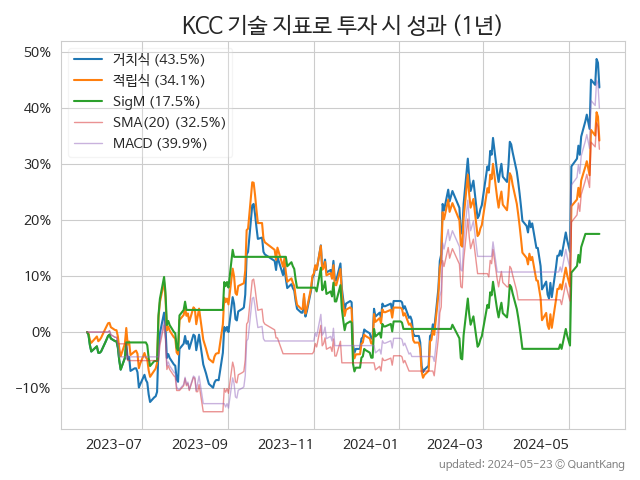 KCC 기술 지표로 투자 시 성과 (1년)
50%
40%
30%
20%
10%
0%
−10%
거치식 (43.5%)
적립식 (34.1%)
SigM (17.5%)
SMA(20) (32.5%)
MACD (39.9%)
2023-07 2023-09 2023-11 2024-01 2024-03 2024-05
updated: 2024-05-23 © QuantKang